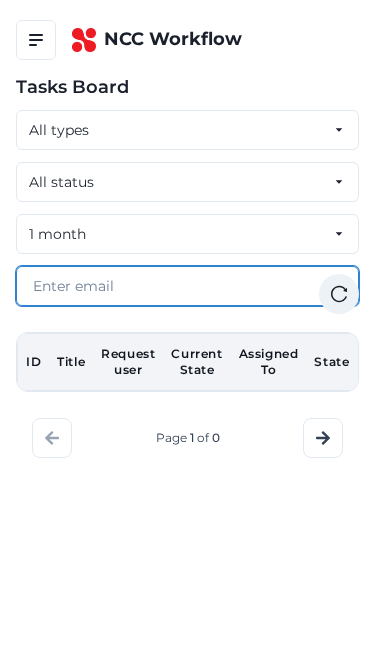 NCC Workflow
Tasks Board
All types
All status
1 month
Enter email
ID Title Request user Current State Assigned To State
Page 1 of 0